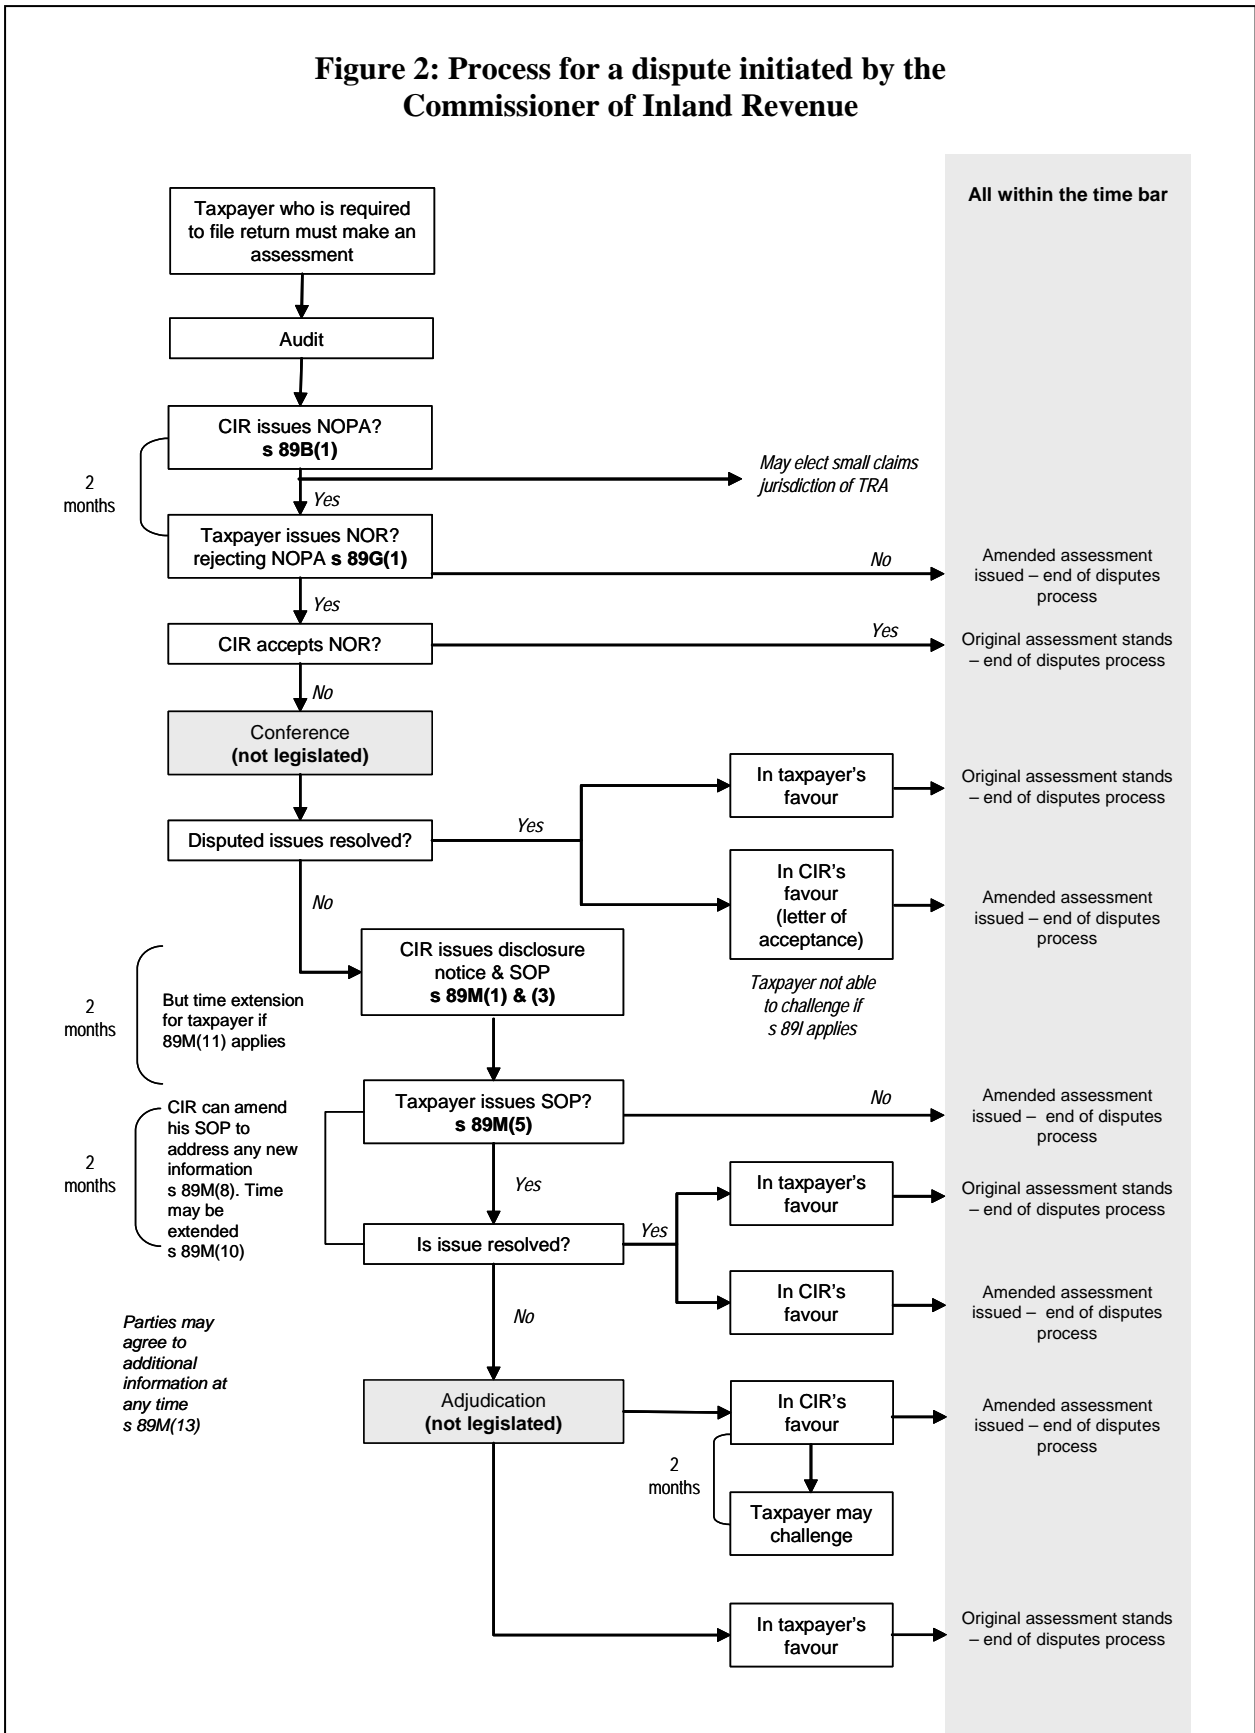 Figure 2: Process for a dispute initiated by the
Commissioner of Inland Revenue
All within the time bar
Taxpayer who is required
to file return must make an
assessment
Audit
CIR issues NOPA?
s 89B(1)
2
months
Yes
May elect small claims
jurisdiction of TRA
Taxpayer issues NOR?
rejecting NOPA s 89G(1)
No
Amended assessment
issued – end of disputes
process
Yes
CIR accepts NOR?
Yes
Original assessment stands
– end of disputes process
No
Conference
(not legislated)
In taxpayer's
favour
Original assessment stands
– end of disputes process
Disputed issues resolved?
Yes
In CIR's
favour
(letter of
acceptance)
Amended assessment
issued – end of disputes
process
No
Taxpayer not able
to challenge if
s 89I applies
CIR issues disclosure
notice & SOP
s 89M(1) & (3)
2
months
But time extension
for taxpayer if
89M(11) applies
Taxpayer issues SOP?
s 89M(5)
No
Amended assessment
issued – end of disputes
process
2
months
CIR can amend
his SOP to
address any new
information
s 89M(8). Time
may be
extended
s 89M(10)
Yes
In taxpayer's
favour
Original assessment stands
– end of disputes process
Is issue resolved?
Yes
In CIR's
favour
Amended assessment
issued – end of disputes
process
No
Parties may
agree to
additional
information at
any time
s 89M(13)
Adjudication
(not legislated)
In CIR's
favour
Amended assessment
issued – end of disputes
process
2
months
Taxpayer may
challenge
In taxpayer's
favour
Original assessment stands
– end of disputes process